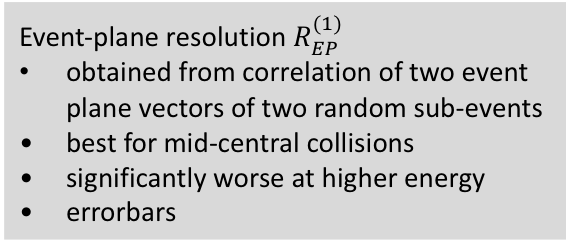 Event-plane resolution $R_{EP}^{(1)}$
• obtained from correlation of two event
plane vectors of two random sub-events
• best for mid-central collisions
• significantly worse at higher energy
• errorbars